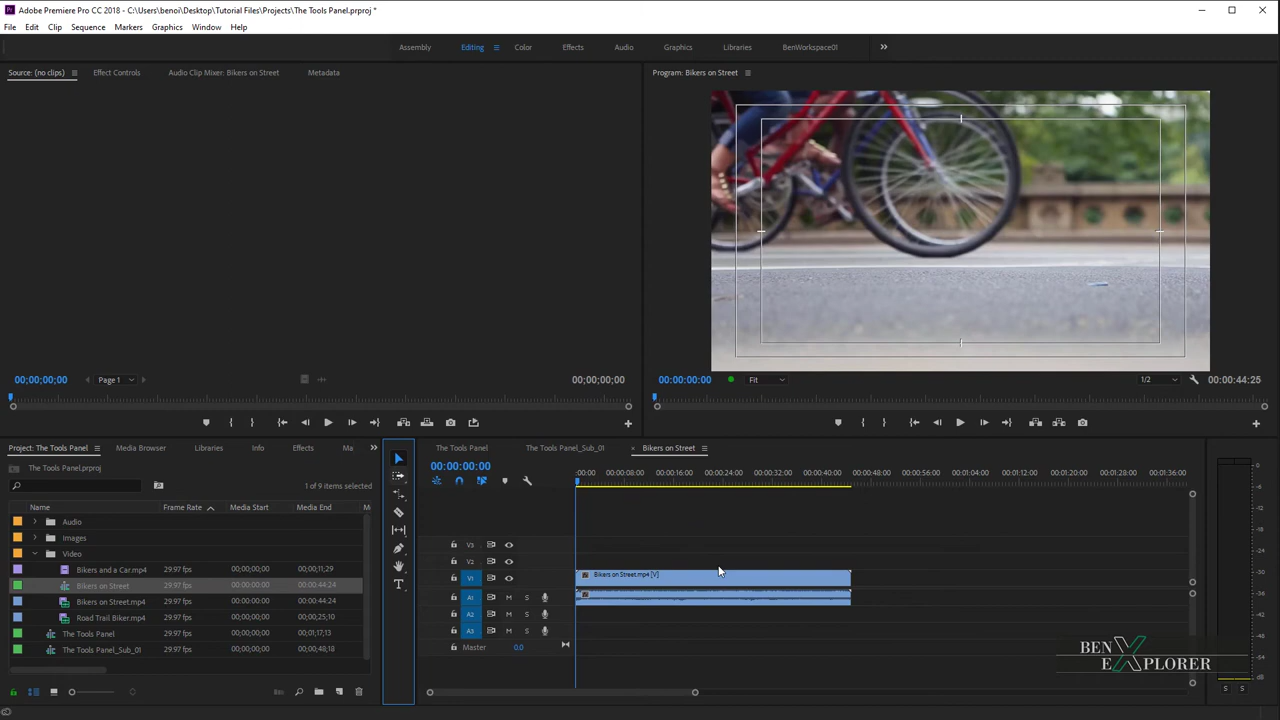 Adobe Premiere Pro CC 2018 - C:\Users\benoi\Desktop\Tutorial Files\Projects\The Tools Panel.prproj *
File Edit Clip Sequence Markers Graphics Window Help
Assembly Editing Color Effects Audio Graphics Libraries BenWorkspace01
Source: (no clips) Effect Controls Audio Clip Mixer: Bikers on Street Metadata
Program: Bikers on Street
00;00;00;00 Page 1 00;00;00;00
00:00:00:00 Fit 1/2 00:00:44:25
Project: The Tools Panel Media Browser Libraries Info Effects Ma
The Tools Panel.prproj
1 of 9 items selected
Name Frame Rate Media Start Media End M
Audio
Images
Video
Bikers and a Car.mp4 29.97 fps 00;00;00;00 00;00;11;29
Bikers on Street 29.97 fps 00:00:00:00 00:00:44:24
Bikers on Street.mp4 29.97 fps 00:00:00:00 00:00:44:24
Road Trail Biker.mp4 29.97 fps 00;00;00;00 00;00;25;10
The Tools Panel 29.97 fps 00;00;00;00 00;01;17;13
The Tools Panel_Sub_01 29.97 fps 00;00;00;00 00;00;48;18
The Tools Panel The Tools Panel_Sub_01 Bikers on Street
00:00:00:00
:00:00 00:00:08:00 00:00:16:00 00:00:24:00 00:00:32:00 00:00:40:00 00:00:48:00 00:00:56:00 00:01:04:00 00:01:12:00 00:01:20:00 00:01:28:00 00:01:36:00
V3
V2
V1 Bikers on Street.mp4 [V]
A1 M S
A2 M S
A3 M S
Master 0.0
0
-6
-12
-18
-24
-30
-36
-42
-48
-54
dB
S S
BEN
EXPLORER